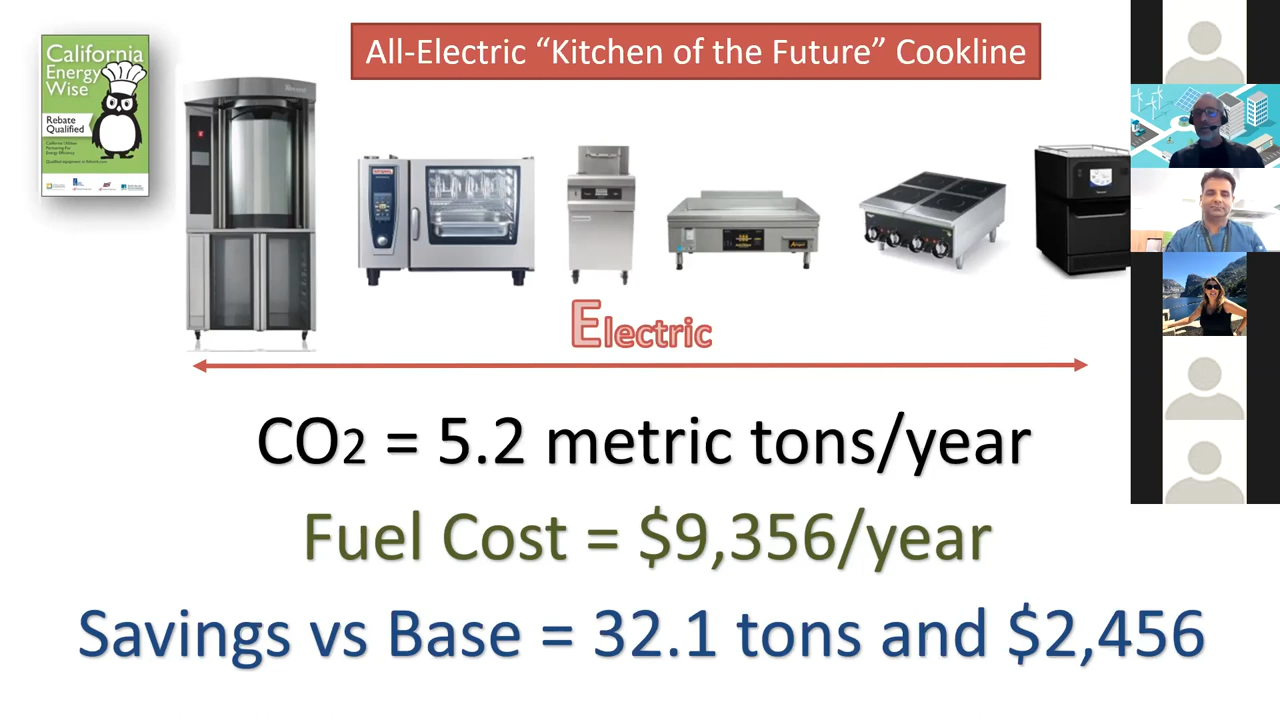 All-Electric “Kitchen of the Future” Cookline
California
Energy
Wise
Rebate
Qualified
Electric
CO2 = 5.2 metric tons/year
Fuel Cost = $9,356/year
Savings vs Base = 32.1 tons and $2,456